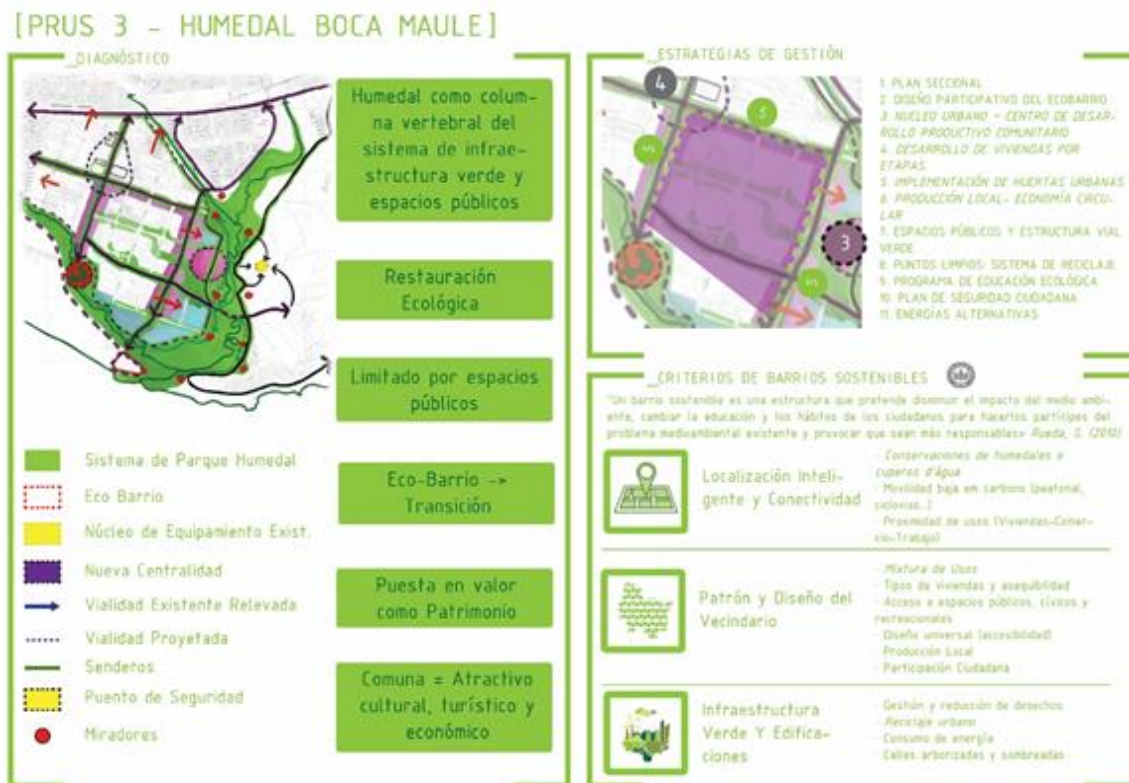 [PRUS 3 - HUMEDAL BOCA MAULE]
_DIAGNÓSTICO
Humedal como colum-
na vertebral del
sistema de infrae-
structura verde y
espacios públicos
Restauración
Ecológica
Limitado por espacios
públicos
Eco-Barrio ->
Transición
Puesta en valor
como Patrimonio
Comuna = Atractivo
cultural, turístico y
económico
Sistema de Parque Humedal
Eco Barrio
Núcleo de Equipamiento Exist.
Nueva Centralidad
Vialidad Existente Relevada
Vialidad Proyetada
Senderos
Puento de Seguridad
Miradores
_ESTRATEGIAS DE GESTIÓN
4
5
3
1. PLAN SECCIONAL
2. DISEÑO PARTICIPATIVO DEL ECOBARRIO
3. NUCLEO URBANO = CENTRO DE DESAR-
ROLLO PRODUCTIVO COMUNITARIO
4. DESARROLLO DE VIVIENDAS POR
ETAPAS
5. IMPLEMENTACIÓN DE HUERTAS URBANAS
6. PRODUCCIÓN LOCAL- ECONOMÍA CIRCU-
LAR
7. ESPACIOS PÚBLICOS Y ESTRUCTURA VIAL
VERDE
8. PUNTOS LIMPIOS: SISTEMA DE RECICLAJE
9. PROGRAMA DE EDUCACIÓN ECOLÓGICA
10. PLAN DE SEGURIDAD CIUDADANA
11. ENERGÍAS ALTERNATIVAS
_CRITERIOS DE BARRIOS SOSTENIBLES
"Un barrio sostenible es una estructura que pretende disminuir el impacto del medio ambi-
ente, cambiar la educación y los hábitos de los ciudadanos para hacerlos partícipes del
problema medioambiental existente y provocar que sean más responsables» Rueda, S. (2010)
Localización Inteli-
gente y Conectividad
- Conservaciones de humedales e
cuperos d'água
- Movilidad baja em carbono (peatonal,
ciclovias...)
- Proximidad de usos (Viviendas-Comer-
cio-Trabajo)
Patrón y Diseño del
Vecindario
- Mixtura de Usos
- Tipos de viviendas y asequibilidad
- Acceso a espacios públicos, cívicos y
recreacionales
- Diseño universal (accesibilidad)
- Producción Local
- Participación Ciudadana
Infraestructura
Verde Y Edifica-
ciones
- Gestión y reducción de desechos
- Reciclaje urbano
- Consumo de energía
- Calles arborizadas y sombreadas